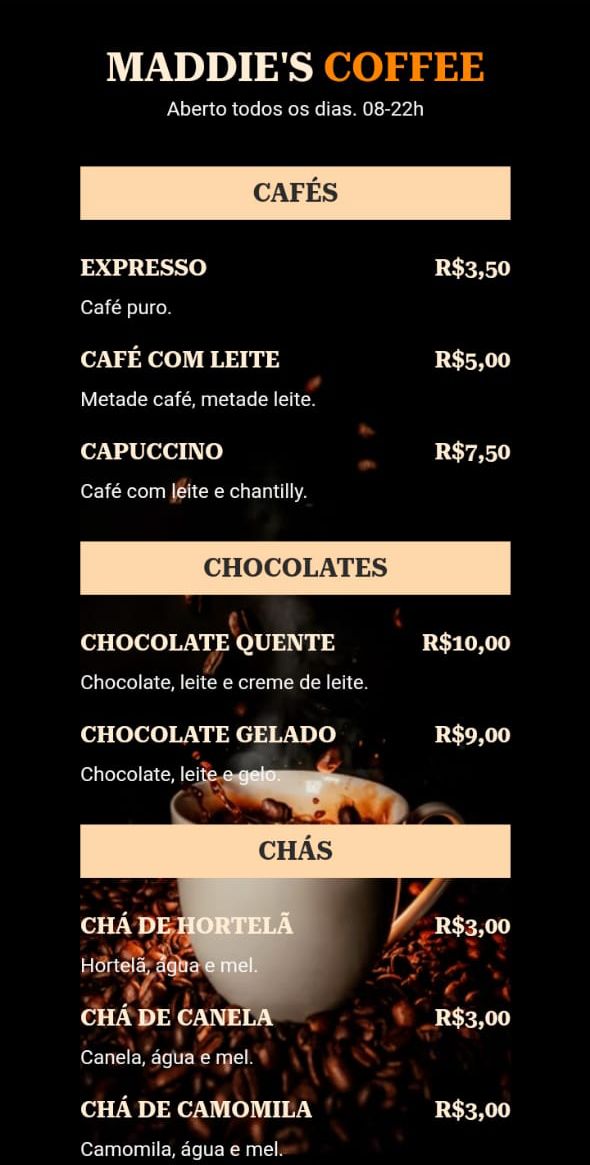 MADDIE'S COFFEE
Aberto todos os dias. 08-22h
CAFÉS
EXPRESSO R$3,50
Café puro.
CAFÉ COM LEITE R$5,00
Metade café, metade leite.
CAPUCCINO R$7,50
Café com leite e chantilly.
CHOCOLATES
CHOCOLATE QUENTE R$10,00
Chocolate, leite e creme de leite.
CHOCOLATE GELADO R$9,00
Chocolate, leite e gelo.
CHÁS
CHÁ DE HORTELÃ R$3,00
Hortelã, água e mel.
CHÁ DE CANELA R$3,00
Canela, água e mel.
CHÁ DE CAMOMILA R$3,00
Camomila, água e mel.